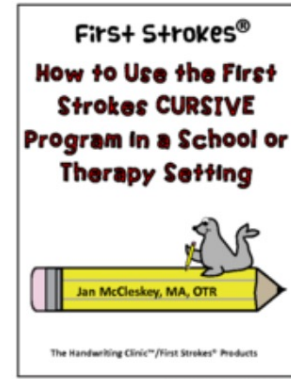 First Strokes®
How to Use the First
Strokes CURSIVE
Program in a School or
Therapy Setting
Jan McCleskey, MA, OTR
The Handwriting Clinic™/First Strokes® Products